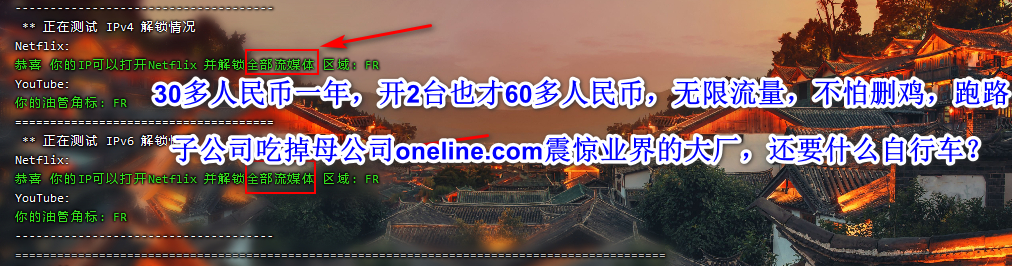 ------------------------------------
** 正在测试 IPv4 解锁情况
Netflix:
恭喜 你的IP可以打开Netflix 并解锁全部流媒体 区域: FR
YouTube:
30多人民币一年，开2台也才60多人民币，无限流量，不怕删鸡，跑路
你的油管角标: FR
====================================
** 正在测试 IPv6 解锁
子公司吃掉母公司oneline.com震惊业界的大厂，还要什么自行车？
Netflix:
恭喜 你的IP可以打开Netflix 并解锁全部流媒体 区域: FR
YouTube:
你的油管角标: FR
------------------------------------
==========================================================================================